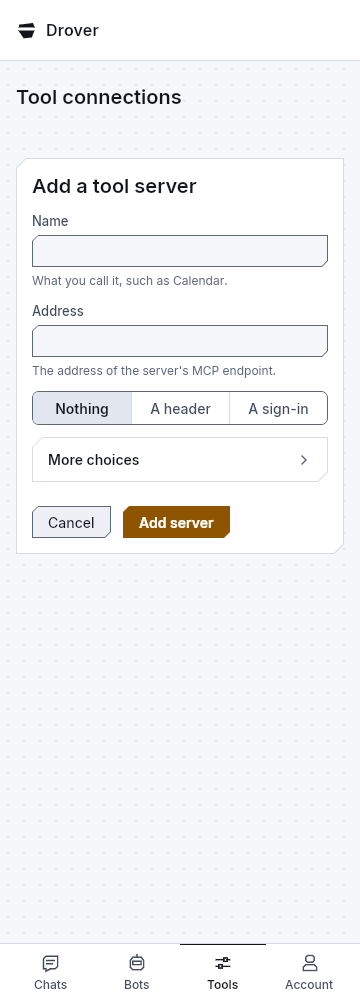 Drover
Tool connections
Add a tool server
Name
What you call it, such as Calendar.
Address
The address of the server's MCP endpoint.
Nothing
A header
A sign-in
More choices
Cancel
Add server
Chats
Bots
Tools
Account